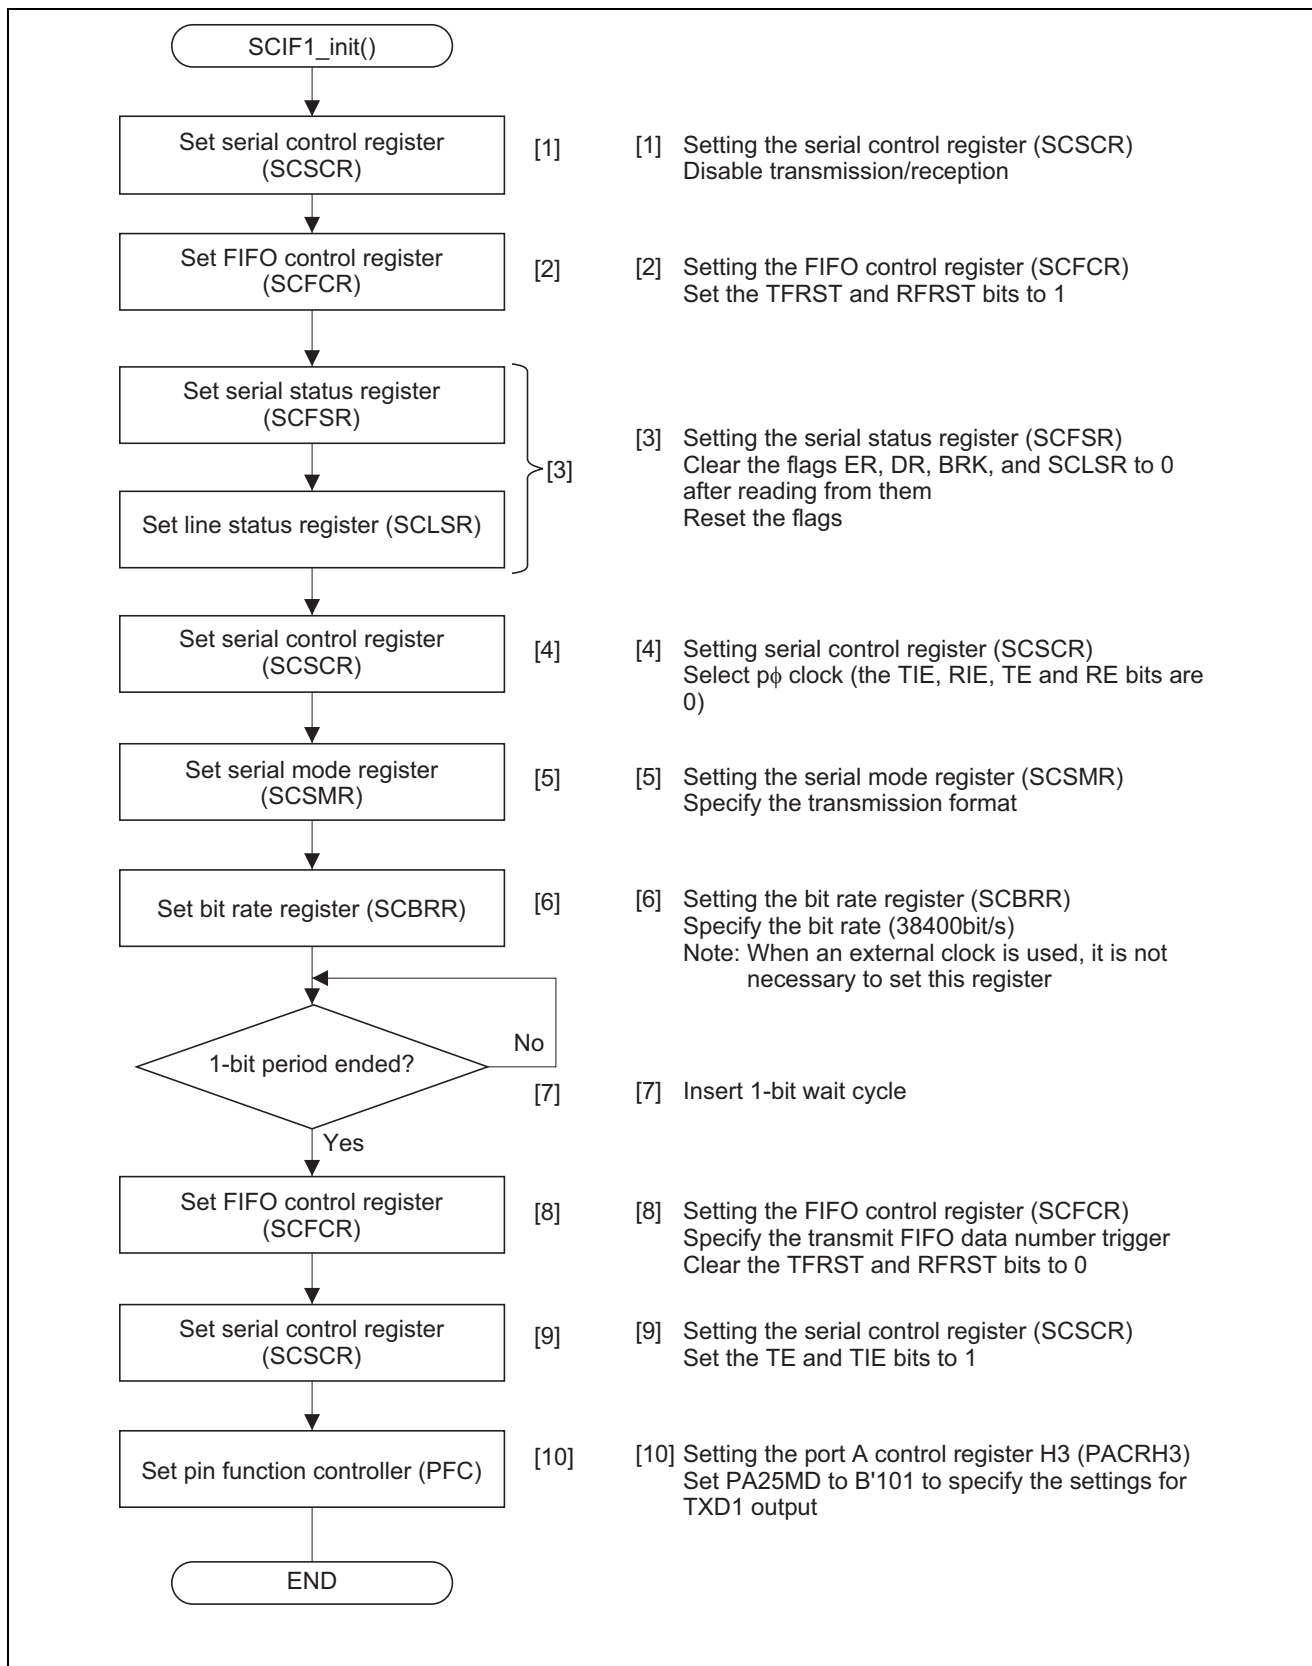 SCIF1_init()
Set serial control register
(SCSCR)
[1]
[1] Setting the serial control register (SCSCR)
Disable transmission/reception
Set FIFO control register
(SCFCR)
[2]
[2] Setting the FIFO control register (SCFCR)
Set the TFRST and RFRST bits to 1
Set serial status register
(SCFSR)
Set line status register (SCLSR)
[3]
[3] Setting the serial status register (SCFSR)
Clear the flags ER, DR, BRK, and SCLSR to 0
after reading from them
Reset the flags
Set serial control register
(SCSCR)
[4]
[4] Setting serial control register (SCSCR)
Select pϕ clock (the TIE, RIE, TE and RE bits are
0)
Set serial mode register
(SCSMR)
[5]
[5] Setting the serial mode register (SCSMR)
Specify the transmission format
Set bit rate register (SCBRR)
[6]
[6] Setting the bit rate register (SCBRR)
Specify the bit rate (38400bit/s)
Note: When an external clock is used, it is not
necessary to set this register
1-bit period ended?
No
[7]
[7] Insert 1-bit wait cycle
Yes
Set FIFO control register
(SCFCR)
[8]
[8] Setting the FIFO control register (SCFCR)
Specify the transmit FIFO data number trigger
Clear the TFRST and RFRST bits to 0
Set serial control register
(SCSCR)
[9]
[9] Setting the serial control register (SCSCR)
Set the TE and TIE bits to 1
Set pin function controller (PFC)
[10]
[10] Setting the port A control register H3 (PACRH3)
Set PA25MD to B'101 to specify the settings for
TXD1 output
END